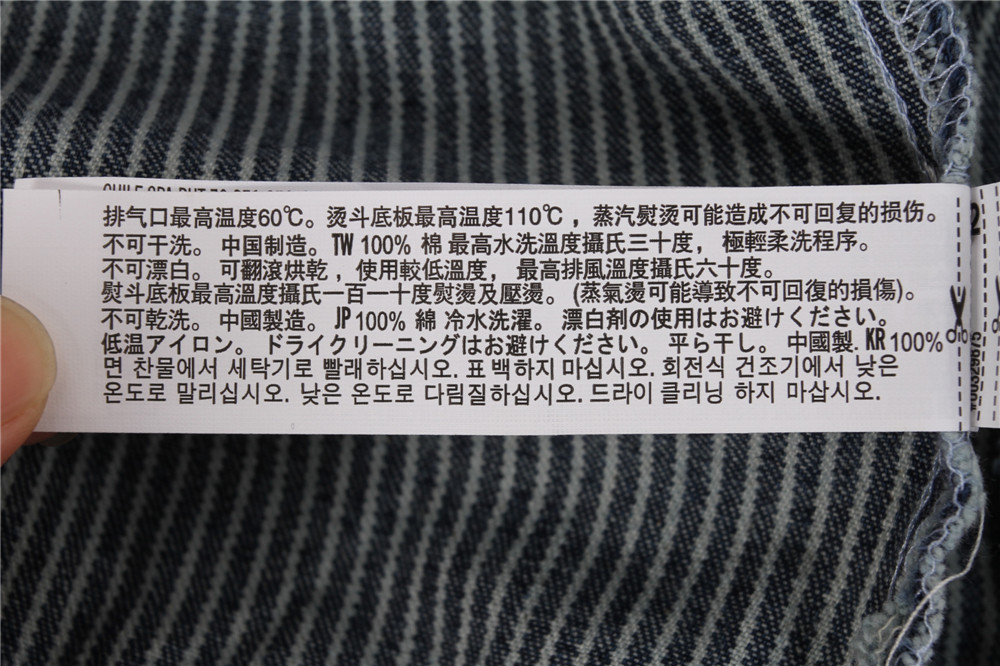 排气口最高温度60℃。烫斗底板最高温度110℃，蒸汽熨烫可能造成不可回复的损伤。
不可干洗。中国制造。TW 100% 棉 最高水洗溫度攝氏三十度， 極輕柔洗程序。
不可漂白。可翻滾烘乾，使用較低溫度， 最高排風溫度攝氏六十度。
熨斗底板最高溫度攝氏一百一十度熨燙及壓燙。(蒸氣燙可能導致不可回復的損傷)。
不可乾洗。中國製造。JP 100% 綿 冷水洗濯。漂白剤の使用はお避けください。
低温アイロン。ドライクリーニングはお避けください。平ら干し。中國製. KR 100%
면 찬물에서 세탁기로 빨래하십시오. 표백하지 마십시오. 회전식 건조기에서 낮은
온도로 말리십시오. 낮은 온도로 다림질하십시오. 드라이 클리닝 하지 마십시오.